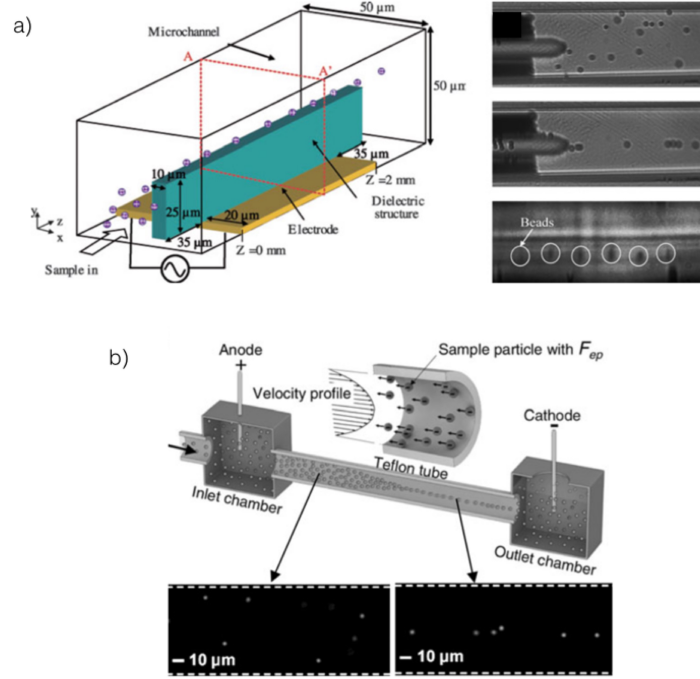 a)
50 µm
Microchannel
A
A'
50 µm
10 µm
35 µm
Z =2 mm
25 µm
20 µm
Dielectric
structure
Electrode
35 µm
Z=0 mm
y
z
x
Sample in
Beads
b)
Anode
+
Sample particle with Fep
Velocity profile
Cathode
-
Teflon tube
Inlet chamber
Outlet chamber
10 µm
10 µm